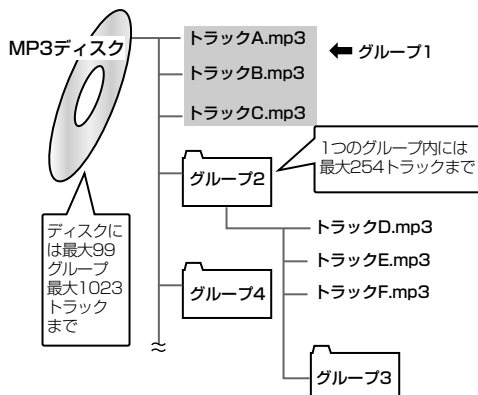 MP3ディスク
トラックA.mp3
トラックB.mp3
トラックC.mp3
グループ1
グループ2
1つのグループ内には
最大254トラックまで
ディスクに
は最大99
グループ
最大1023
トラック
まで
トラックD.mp3
トラックE.mp3
トラックF.mp3
グループ4
グループ3